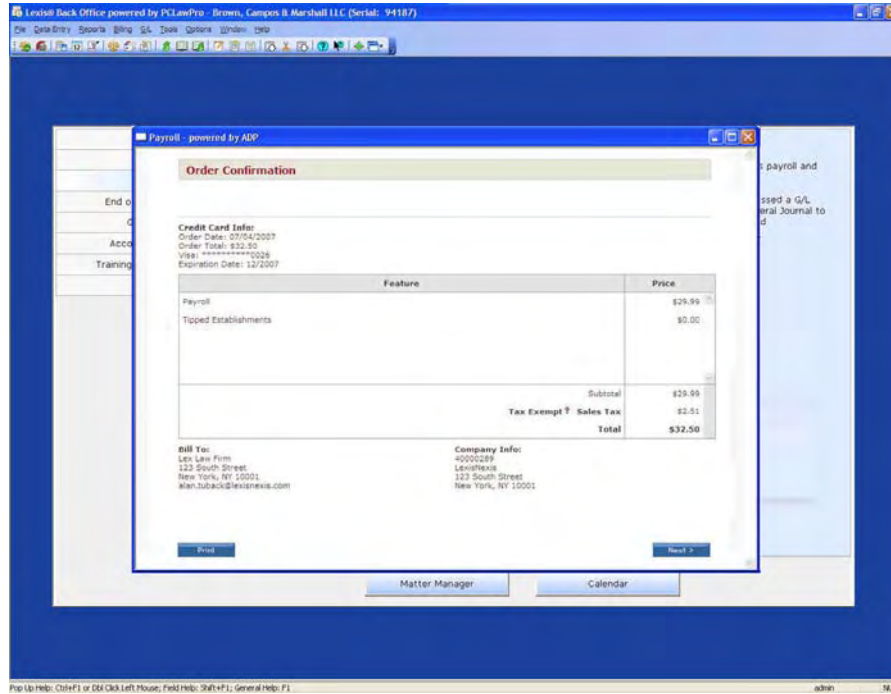 Lexis® Back Office powered by PCLawPro - Brown, Campos & Marshall LLC (Serial: 94187)
File Data Entry Reports Billing G/L Tools Options Window Help
Payroll - powered by ADP
Order Confirmation
s payroll and
End o
ssed a G/L
eral Journal to
d
Acco
Training
Credit Card Info:
Order Date: 07/04/2007
Order Total: $32.50
Visa: ************0026
Expiration Date: 12/2007
Feature Price
Payroll $29.99
Tipped Establishments $0.00
Subtotal $29.99
Tax Exempt ? Sales Tax $2.51
Total $32.50
Bill To: Company Info:
Lex Law Firm 40000289
123 South Street LexisNexis
New York, NY 10001 123 South Street
alan.tuback@lexisnexis.com New York, NY 10001
Print Next >
Matter Manager Calendar
Pop Up Help: Ctrl+F1 or Dbl Click Left Mouse; Field Help: Shift+F1; General Help: F1 admin